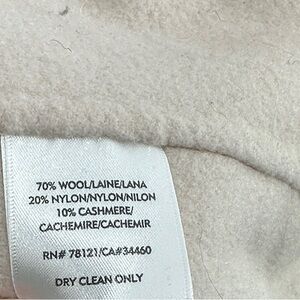 70% WOOL/LAINE/LANA
20% NYLON/NYLON/NILON
10% CASHMERE/
CACHEMIRE/CACHEMIR
RN# 78121/CA#34460
DRY CLEAN ONLY